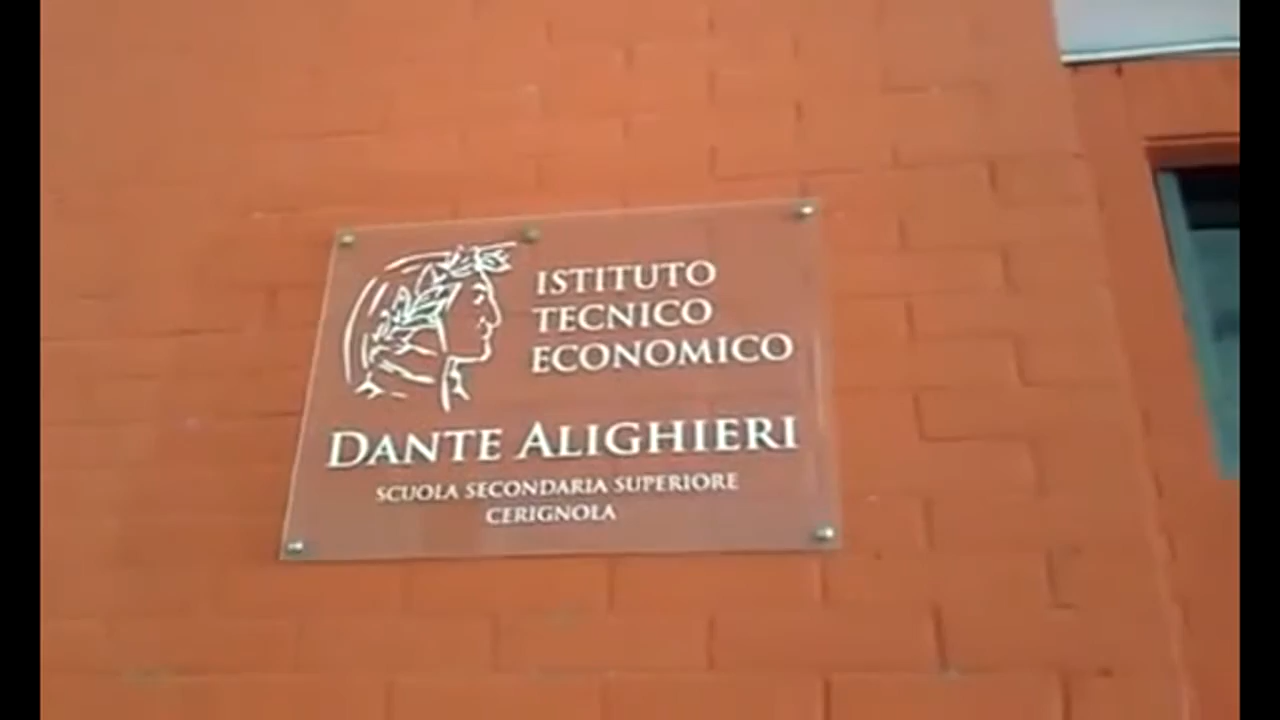 ISTITUTO
TECNICO
ECONOMICO
DANTE ALIGHIERI
SCUOLA SECONDARIA SUPERIORE
CERIGNOLA